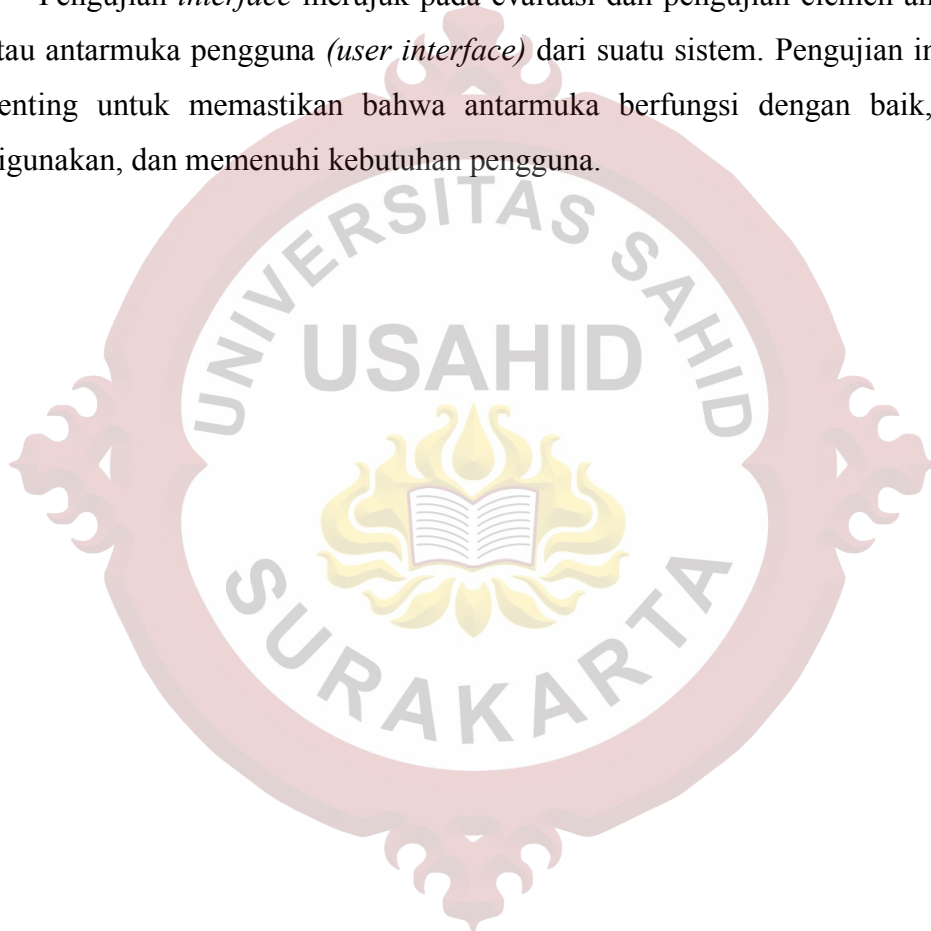 Pengujian interface merujuk pada evaluasi dan pengujian elemen
atau antarmuka pengguna (user interface) dari suatu sistem. Pengujian
penting untuk memastikan bahwa antarmuka berfungsi dengan baik,
digunakan, dan memenuhi kebutuhan pengguna.
UNIVERSITAS SAHID
USAHID
SURAKARTA